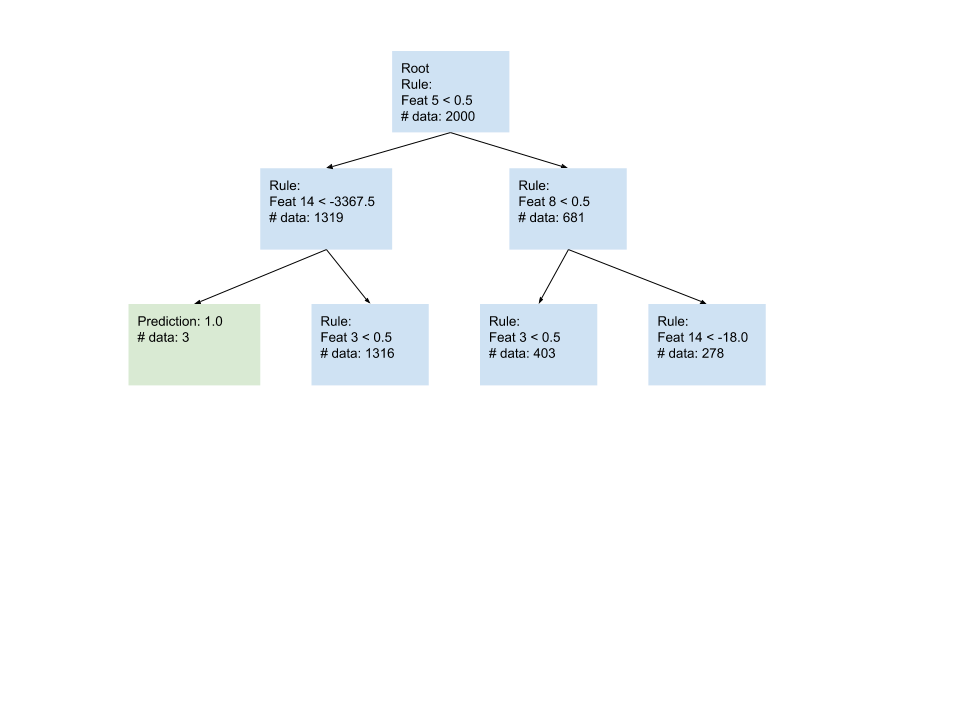 Root
Rule:
Feat 5 < 0.5
# data: 2000
Rule:
Feat 14 < -3367.5
# data: 1319
Rule:
Feat 8 < 0.5
# data: 681
Prediction: 1.0
# data: 3
Rule:
Feat 3 < 0.5
# data: 1316
Rule:
Feat 3 < 0.5
# data: 403
Rule:
Feat 14 < -18.0
# data: 278